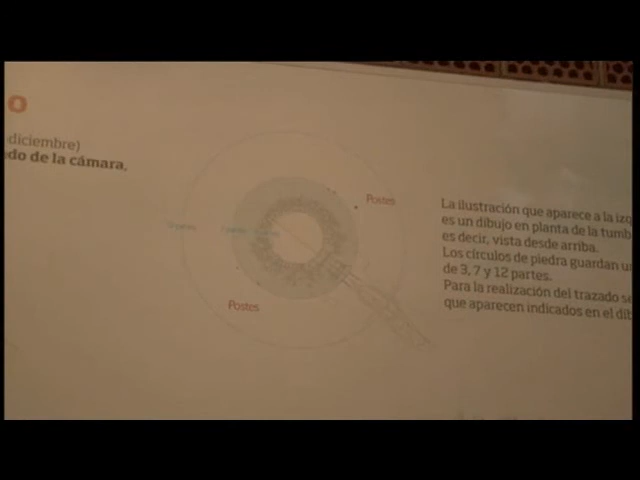 o
diciembre)
do de la cámara,
Postes
Postes
La ilustración que aparece a la izq
es un dibujo en planta de la tumb
es decir, vista desde arriba.
Los círculos de piedra guardan u
de 3, 7 y 12 partes.
Para la realización del trazado se
que aparecen indicados en el dib